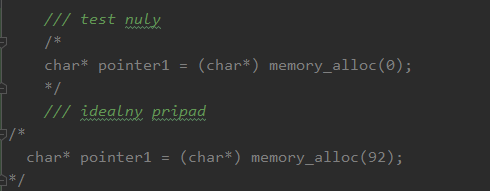 /// test nuly
/*
char* pointer1 = (char*) memory_alloc(0);
*/
/// idealny pripad
/*
char* pointer1 = (char*) memory_alloc(92);
*/